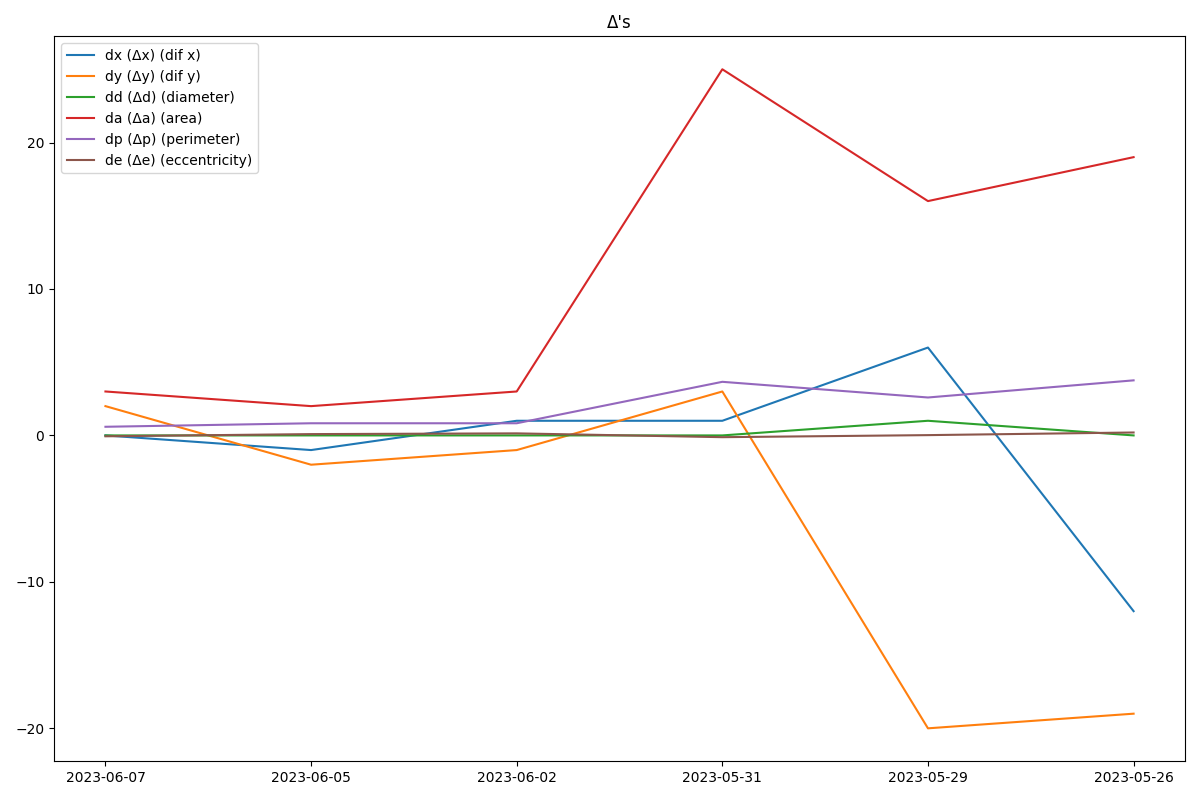 Δ's
dx (Δx) (dif x)
dy (Δy) (dif y)
dd (Δd) (diameter)
da (Δa) (area)
dp (Δp) (perimeter)
de (Δe) (eccentricity)
20
10
0
−10
−20
2023-06-07 2023-06-05 2023-06-02 2023-05-31 2023-05-29 2023-05-26